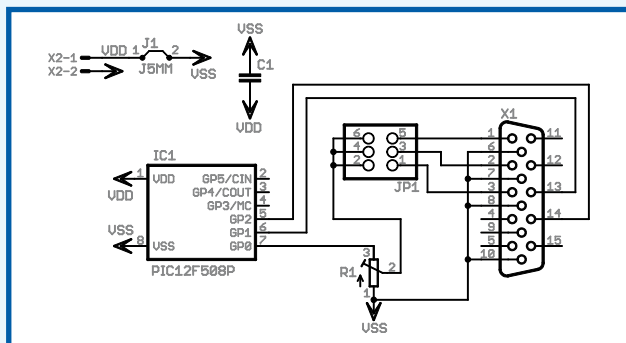 VSS
J1
X2-1 VDD 1 2
X2-2 J5MM VSS
C1
VDD
X1
6 5 1 11
4 3 6
2 1 2 12
JP1 7
3 13
8
4 14
9
5 15
10
IC1
1 VDD GP5/CIN 2
VDD GP4/COUT 3
GP3/MC 4
VSS GP2 5
GP1 6
8 VSS GP0 7
PIC12F508P
3
R1 2
1
VSS